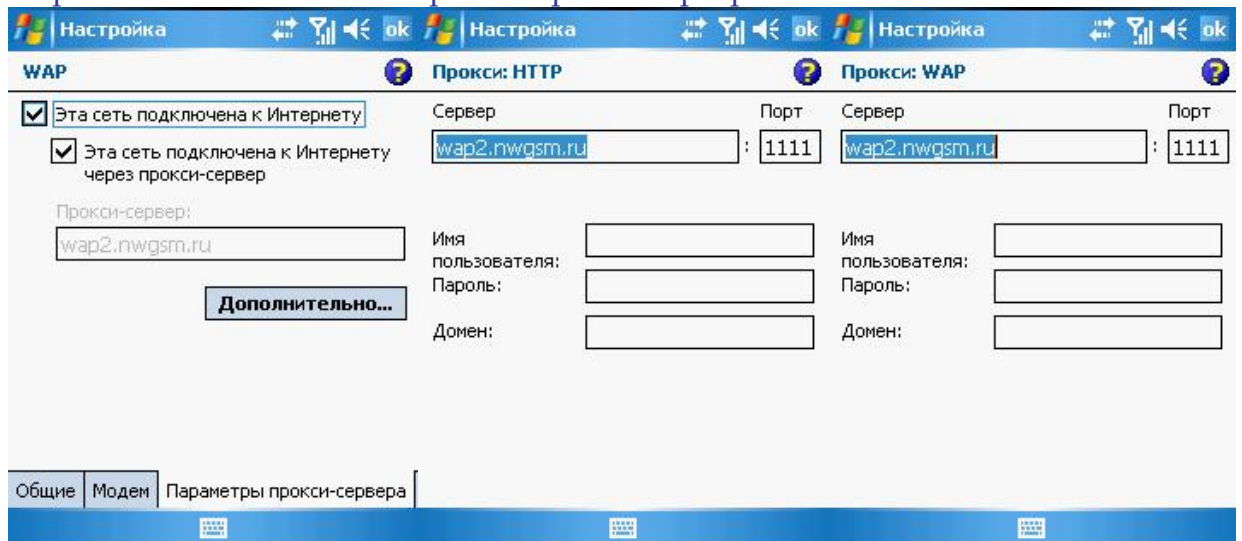 Настройка
ok
WAP
Эта сеть подключена к Интернету
Эта сеть подключена к Интернету
через прокси-сервер
Прокси-сервер:
wap2.nwgsm.ru
Дополнительно...
Общие Модем Параметры прокси-сервера
Настройка
ok
Прокси: HTTP
Сервер Порт
wap2.nwgsm.ru : 1111
Имя
пользователя:
Пароль:
Домен:
Настройка
ok
Прокси: WAP
Сервер Порт
wap2.nwgsm.ru : 1111
Имя
пользователя:
Пароль:
Домен: